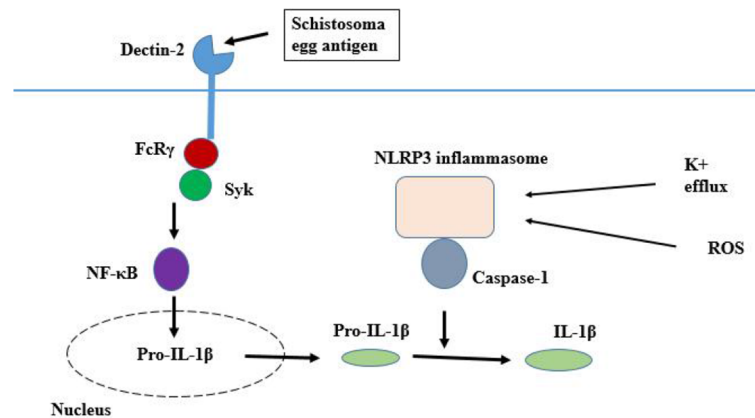 Schistosoma
egg antigen
Dectin-2
FcRγ
Syk
NLRP3 inflammasome
K+
efflux
ROS
NF-κB
Caspase-1
Pro-IL-1β
Pro-IL-1β
IL-1β
Nucleus